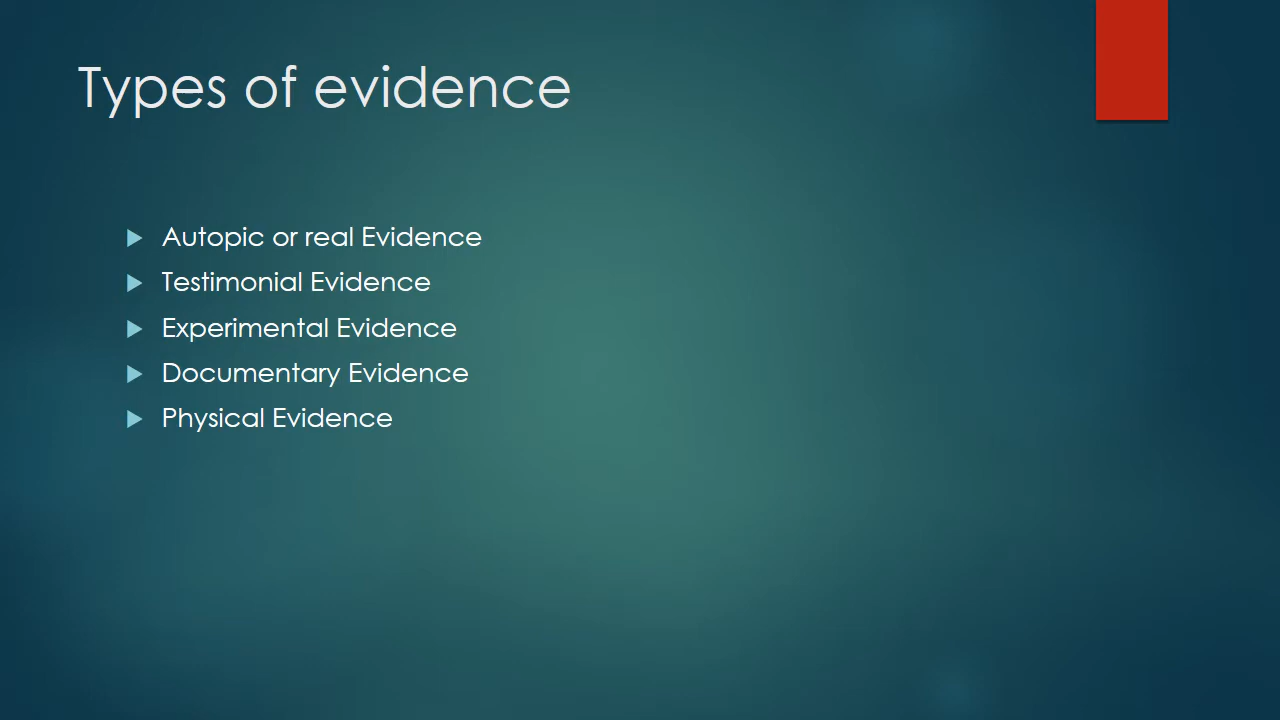 Types of evidence
Autopic or real Evidence
Testimonial Evidence
Experimental Evidence
Documentary Evidence
Physical Evidence